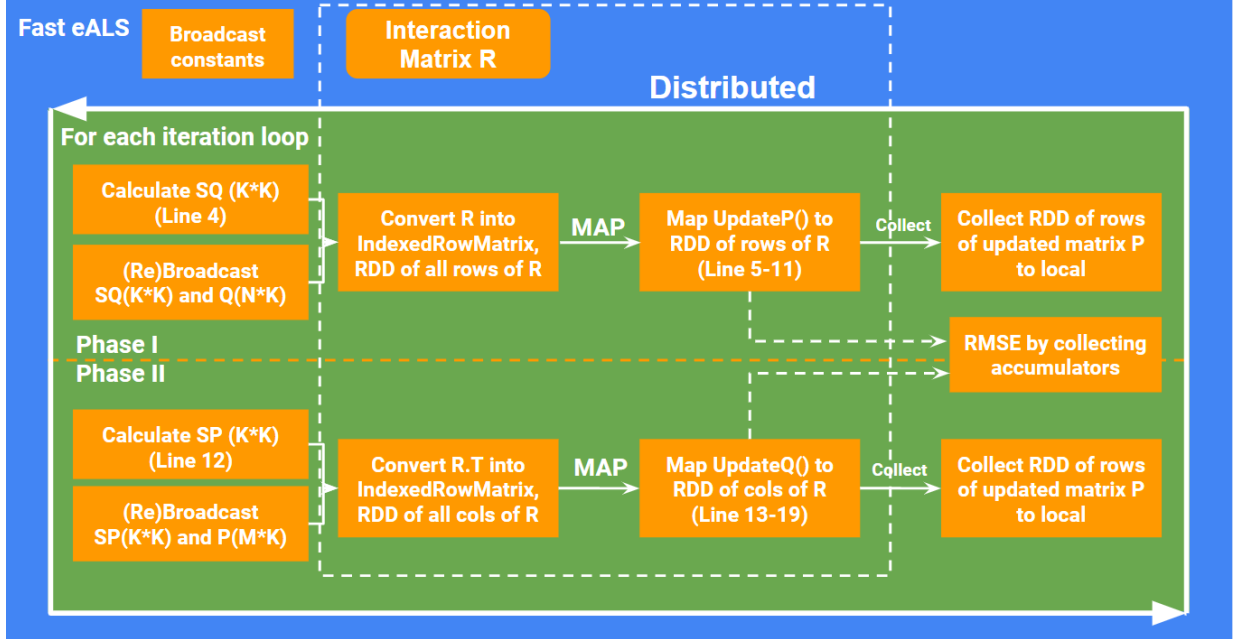 Fast eALS
Broadcast
constants
Interaction
Matrix R
Distributed
For each iteration loop
Calculate SQ (K*K)
(Line 4)
(Re)Broadcast
SQ(K*K) and Q(N*K)
Convert R into
IndexedRowMatrix,
RDD of all rows of R
MAP
Map UpdateP() to
RDD of rows of R
(Line 5-11)
Collect
Collect RDD of rows
of updated matrix P
to local
Phase I
RMSE by collecting
accumulators
Phase II
Calculate SP (K*K)
(Line 12)
(Re)Broadcast
SP(K*K) and P(M*K)
Convert R.T into
IndexedRowMatrix,
RDD of all cols of R
MAP
Map UpdateQ() to
RDD of cols of R
(Line 13-19)
Collect
Collect RDD of rows
of updated matrix P
to local